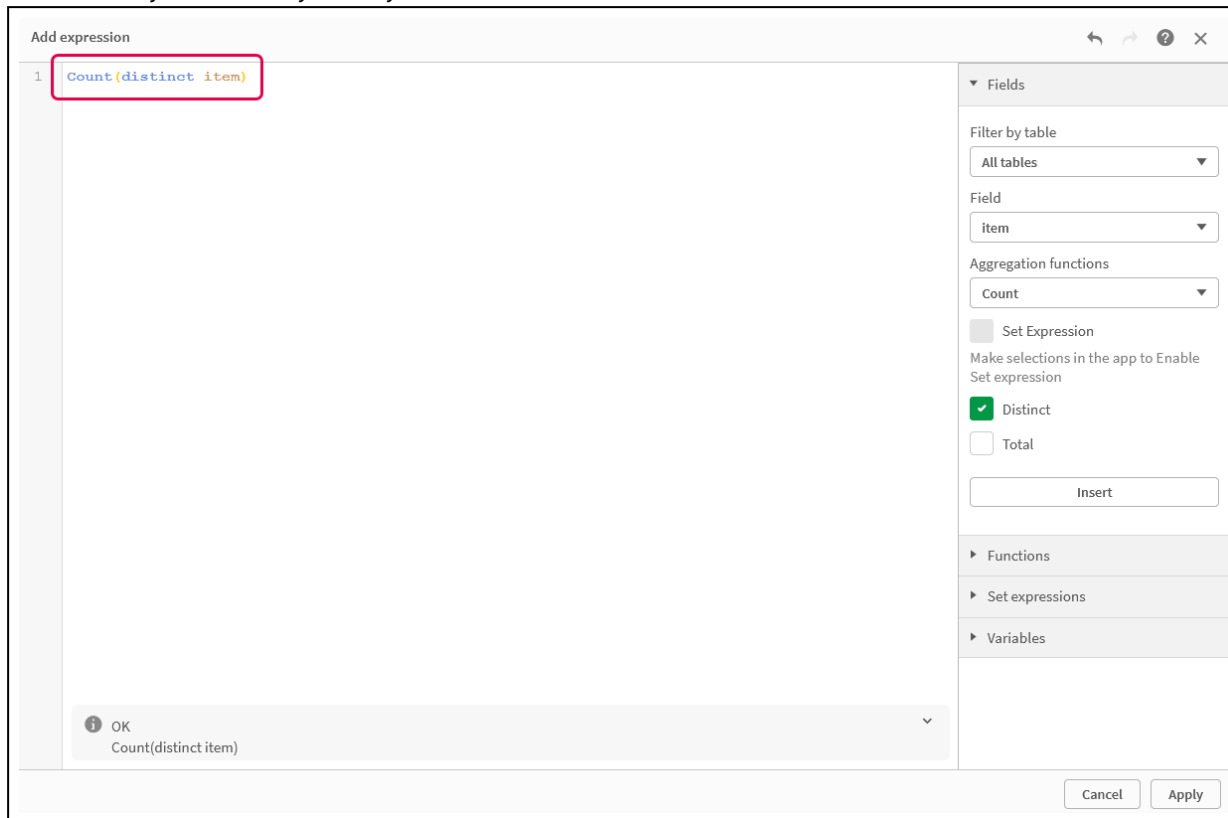 Add expression
1 Count(distinct item)
Fields
Filter by table
All tables
Field
item
Aggregation functions
Count
Set Expression
Make selections in the app to Enable
Set expression
Distinct
Total
Insert
Functions
Set expressions
Variables
OK
Count(distinct item)
Cancel Apply